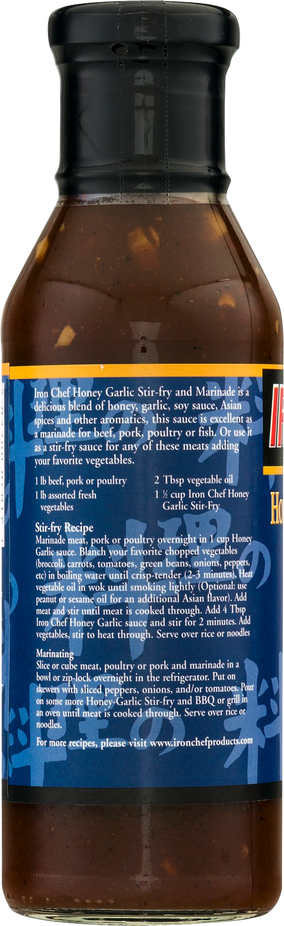 Iron Chef Honey Garlic Stir-fry and Marinade is a
delicious blend of honey, garlic, soy sauce. Asian
spices and other aromatics, this sauce is excellent as
a marinade for beef, pork, poultry or fish. Or use it
as a stir-fry sauce for any of these meats adding
your favorite vegetables.
1 lb beef, pork or poultry
1 lb assorted fresh
vegetables
2 Tbsp vegetable oil
1 ½ cup Iron Chef Honey
Garlic Stir-Fry
Stir-fry Recipe
Marinade meat, pork or poultry overnight in 1 cup Honey
Garlic sauce. Blanch your favorite chopped vegetables
(broccoli, carrots, tomatoes, green beans, onions, peppers,
etc) in boiling water until crisp-tender (2-3 minutes). Heat
vegetable oil in wok until smoking lightly (Optional: use
peanut or sesame oil for an additional Asian flavor). Add
meat and stir until meat is cooked through. Add 4 Tbsp
Iron Chef Honey Garlic sauce and stir for 2 minutes. Add
vegetables, stir to heat through. Serve over rice or noodles
Marinating
Slice or cube meat, poultry or pork and marinade in a
bowl or zip-lock overnight in the refrigerator. Put on
skewers with sliced peppers, onions, and/or tomatoes. Pour
on some more Honey-Garlic Stir-fry and BBQ or grill in
an oven until meat is cooked through. Serve over rice or
noodles.
For more recipes, please visit www.ironchefproducts.com